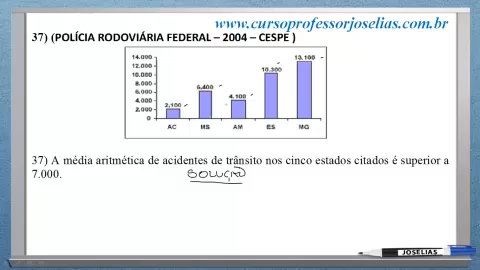 www.cursoprofessorjoselias.com.br
37) (POLÍCIA RODOVIÁRIA FEDERAL – 2004 – CESPE )
14.000
12.000
10.000
8.000
6.000
4.000
2.000
0
2,100
6,400
4,100
10,300
13,100
AC MS AM ES MG
37) A média aritmética de acidentes de trânsito nos cinco estados citados é superior a
7.000.
SOLUÇÃO
JOSELIAS